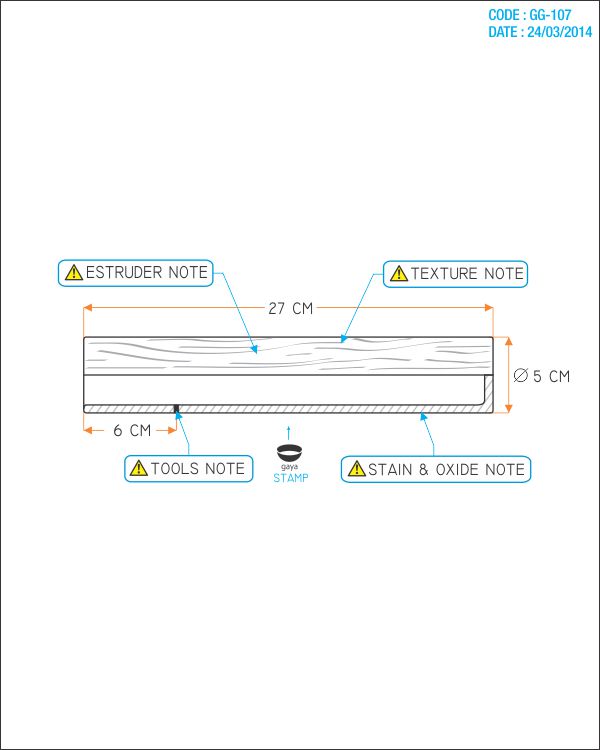 CODE : GG-107
DATE : 24/03/2014
ESTRUDER NOTE
TEXTURE NOTE
27 CM
Ø 5 CM
6 CM
TOOLS NOTE
gaya
STAMP
STAIN & OXIDE NOTE